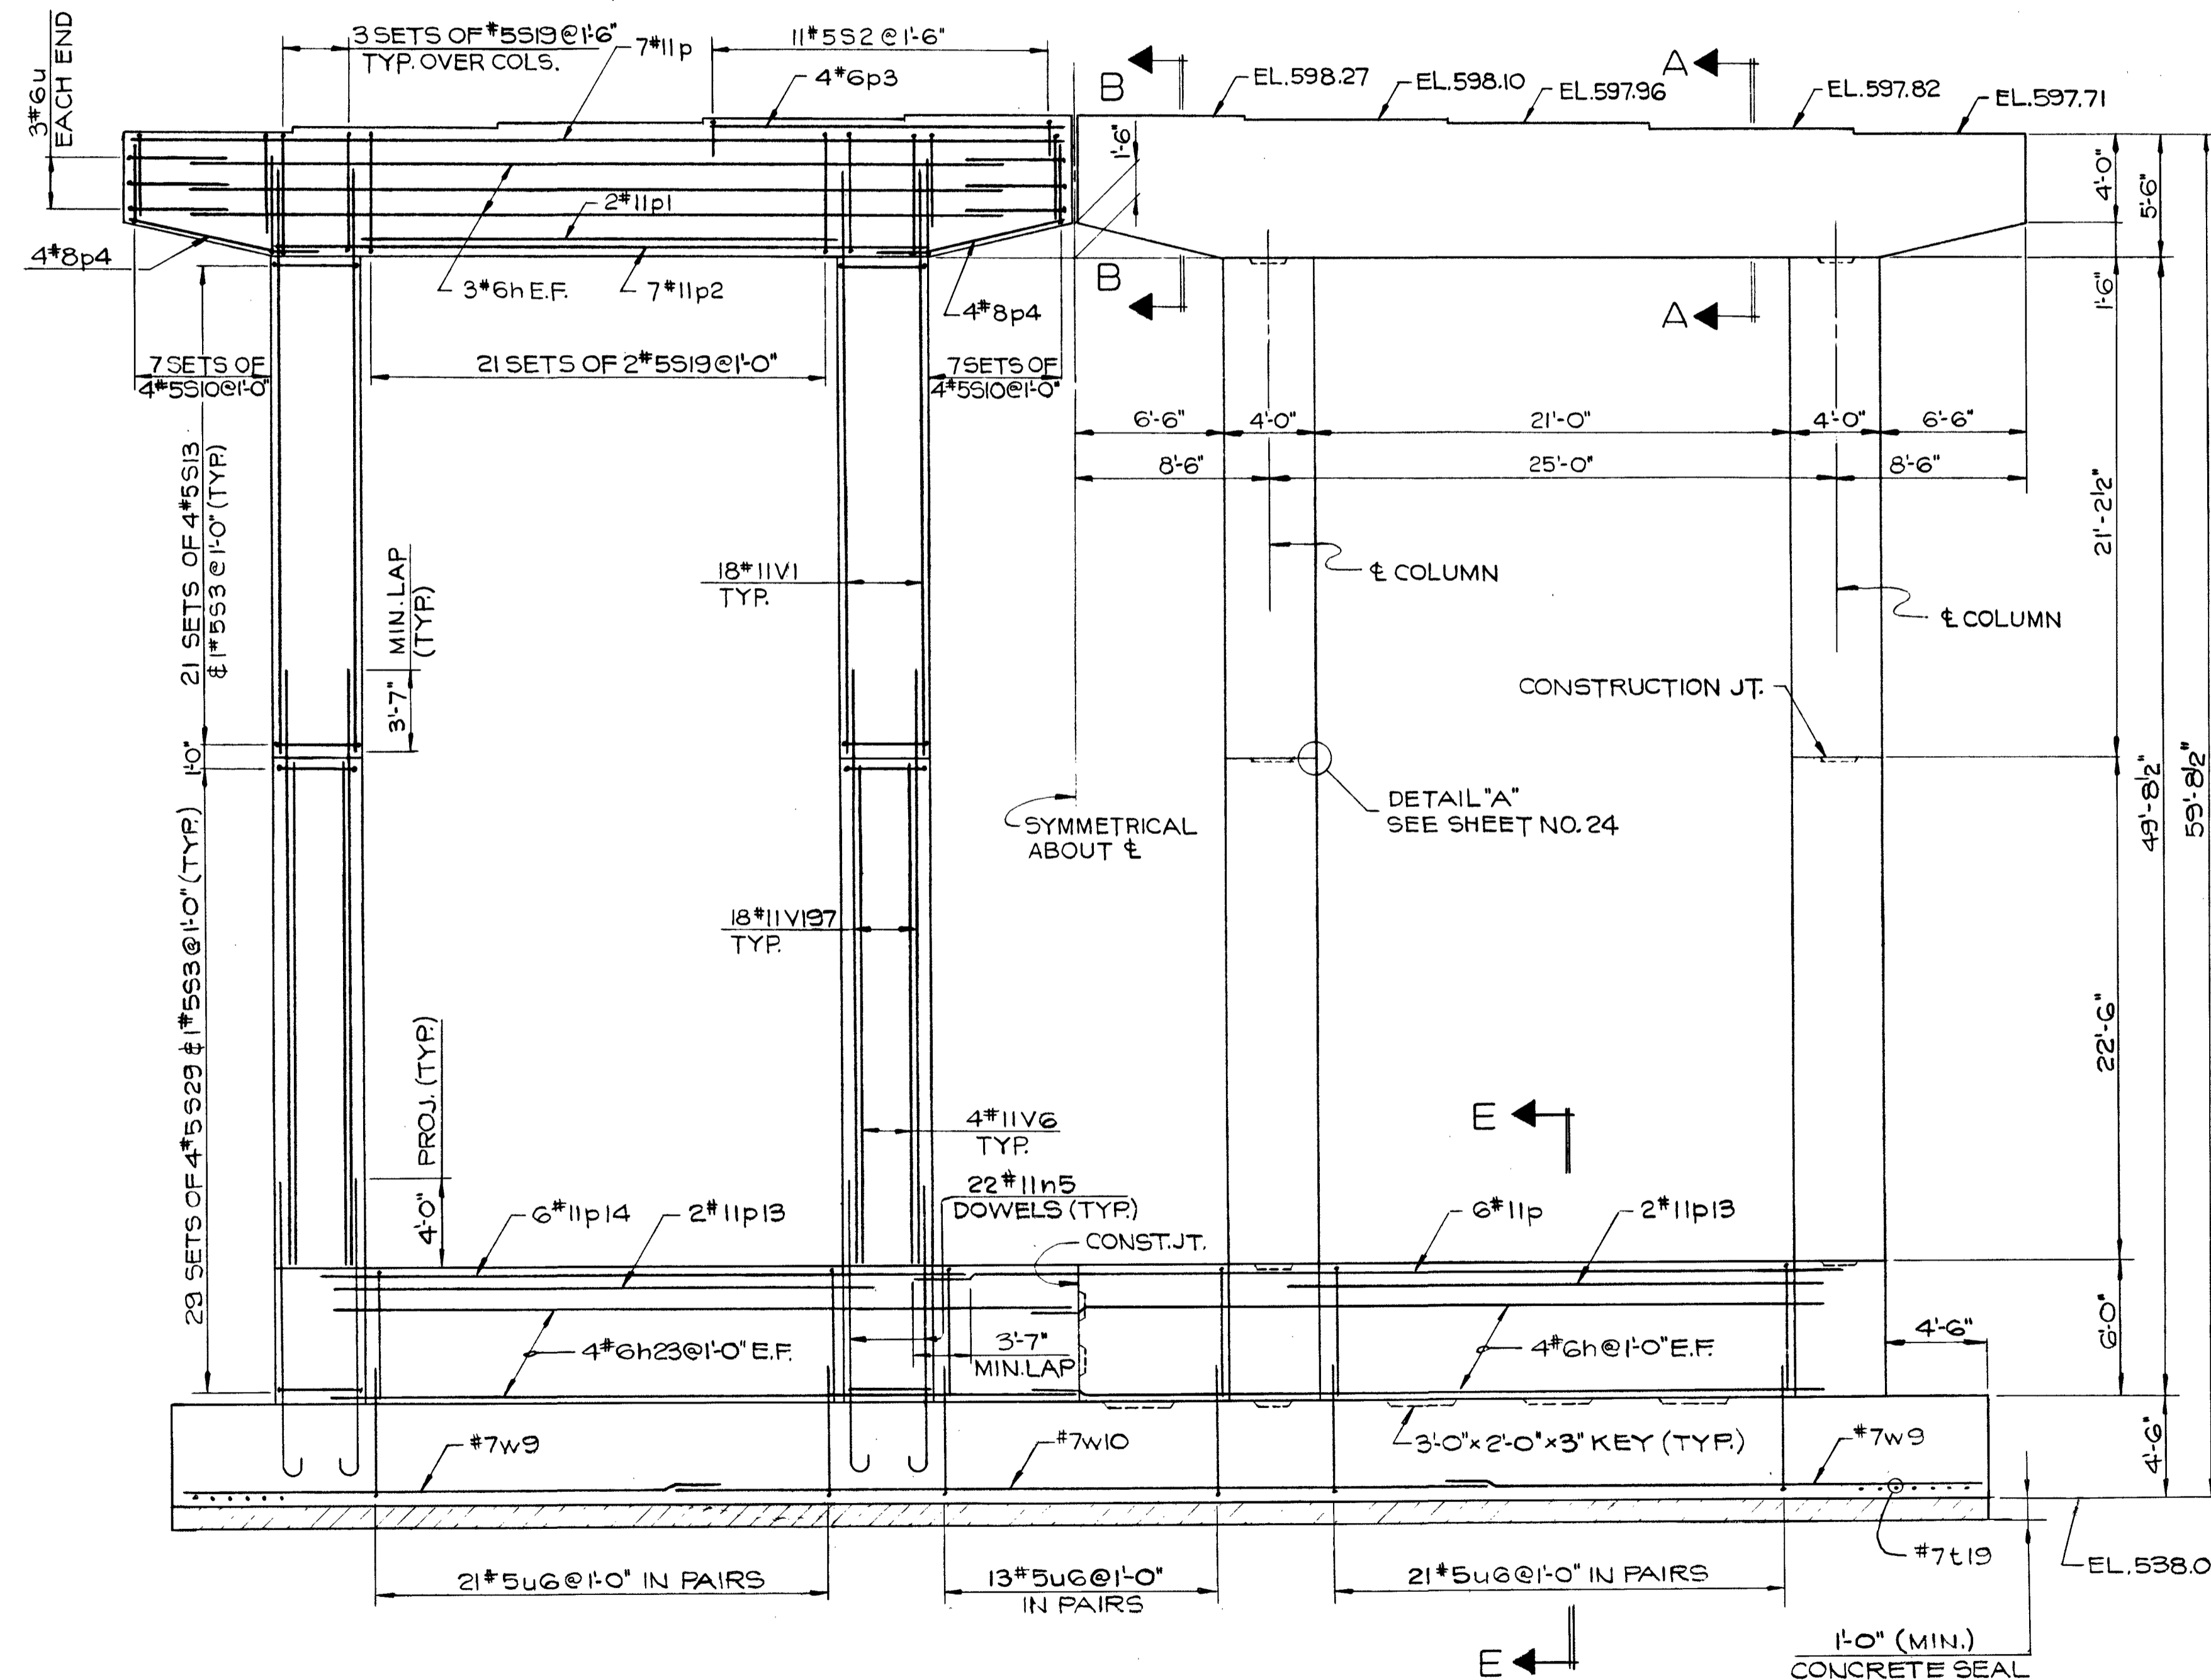 3 SETS OF #5S19 @ 1'-6"
TYP. OVER COLS.
7#11p
11#5S2 @ 1'-6"
4#6p3
3#6u
EACH END
B
EL. 598.27
EL. 598.10
EL. 597.96
A
EL. 597.82
EL. 597.71
1'-6"
4'-0"
5'-6"
2#11p1
4#8p4
3#6h E.F.
7#11p2
4#8p4
B
A
1'-6"
7 SETS OF
4#5S10@1'-0"
21 SETS OF 2#5S19@1'-0"
7 SETS OF
4#5S10@1'-0"
6'-6"
4'-0"
21'-0"
4'-0"
6'-6"
8'-6"
25'-0"
8'-6"
21 SETS OF 4#5S13
& 1#5S3 @ 1'-0" (TYP.)
MIN. LAP
(TYP.)
3'-7"
18#11V1
TYP.
℄ COLUMN
℄ COLUMN
21'-2½"
CONSTRUCTION JT.
1'-0"
DETAIL "A"
SEE SHEET NO. 24
SYMMETRICAL
ABOUT ℄
49'-8½"
59'-8½"
29 SETS OF 4#5S29 & 1#5S3 @ 1'-0" (TYP.)
18#11V197
TYP.
4'-0" PROJ. (TYP.)
22'-6"
4#11V6
TYP.
E
22#11n5
DOWELS (TYP.)
6#11p14
2#11p13
CONST. JT.
6#11p
2#11p13
4#6h23@1'-0" E.F.
3'-7"
MIN. LAP
4#6h@1'-0" E.F.
4'-6"
6'-0"
#7w9
#7w10
3'-0" x 2'-0" x 3" KEY (TYP.)
#7w9
4'-6"
21#5u6@1'-0" IN PAIRS
13#5u6@1'-0"
IN PAIRS
21#5u6@1'-0" IN PAIRS
#7t19
EL. 538.0
E
1'-0" (MIN.)
CONCRETE SEAL